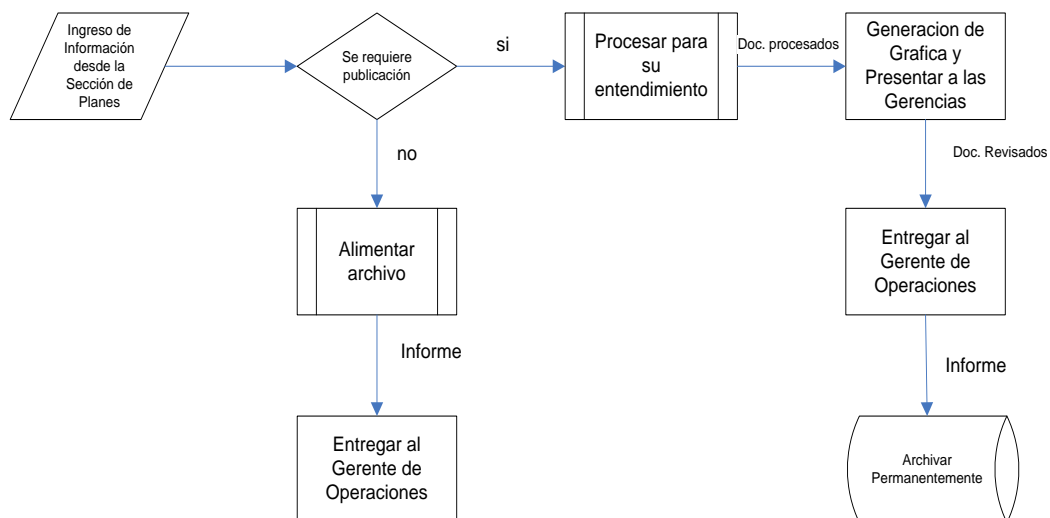 Ingreso de
Información
desde la
Sección de
Planes
Se requiere
publicación
si
Procesar para
su
entendimiento
Doc. procesados
Generacion de
Grafica y
Presentar a las
Gerencias
no
Doc. Revisados
Alimentar
archivo
Entregar al
Gerente de
Operaciones
Informe
Informe
Entregar al
Gerente de
Operaciones
Archivar
Permanentemente